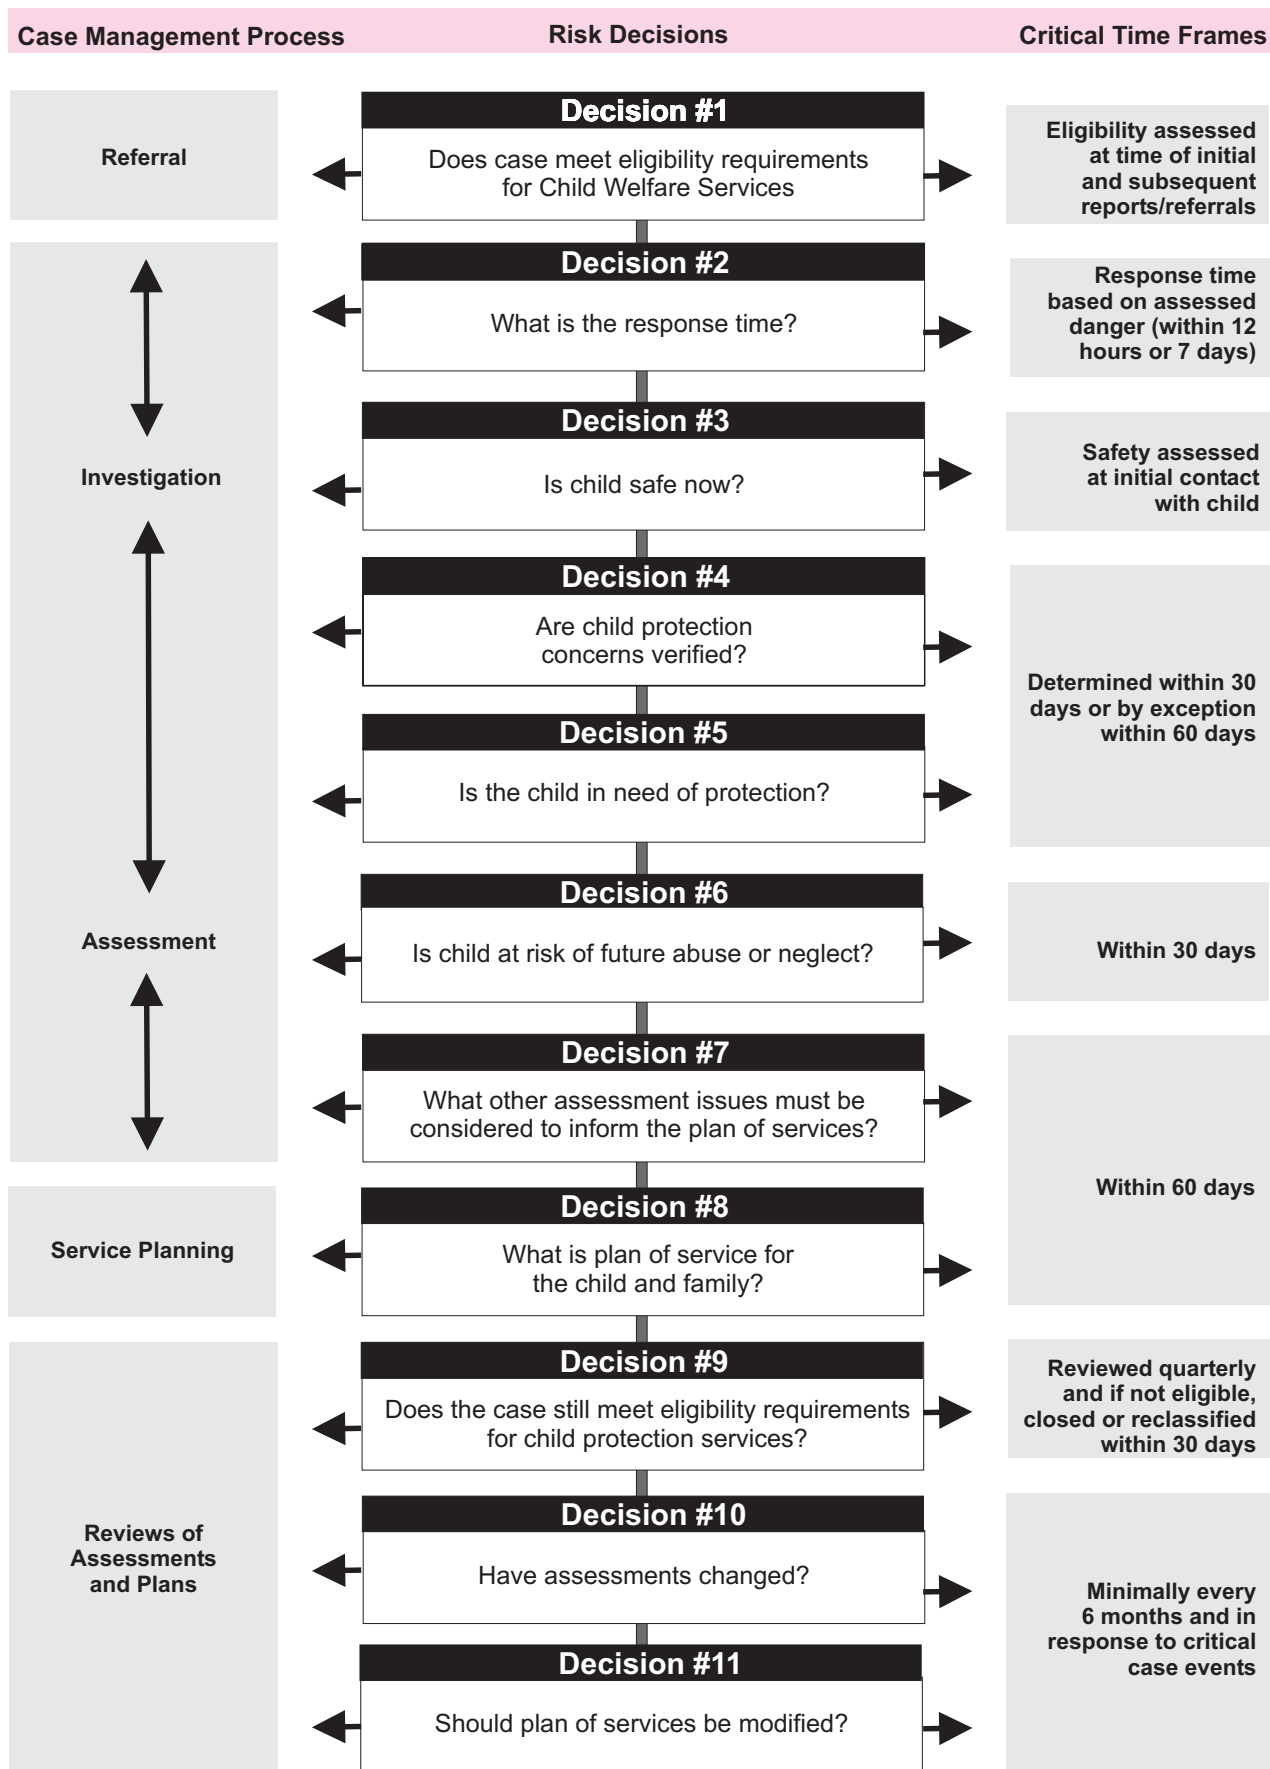 Case Management Process
Risk Decisions
Critical Time Frames
Referral
Decision #1
Does case meet eligibility requirements
for Child Welfare Services
Eligibility assessed
at time of initial
and subsequent
reports/referrals
Decision #2
What is the response time?
Response time
based on assessed
danger (within 12
hours or 7 days)
Investigation
Decision #3
Is child safe now?
Safety assessed
at initial contact
with child
Decision #4
Are child protection
concerns verified?
Determined within 30
days or by exception
within 60 days
Decision #5
Is the child in need of protection?
Assessment
Decision #6
Is child at risk of future abuse or neglect?
Within 30 days
Decision #7
What other assessment issues must be
considered to inform the plan of services?
Within 60 days
Service Planning
Decision #8
What is plan of service for
the child and family?
Decision #9
Does the case still meet eligibility requirements
for child protection services?
Reviewed quarterly
and if not eligible,
closed or reclassified
within 30 days
Reviews of
Assessments
and Plans
Decision #10
Have assessments changed?
Minimally every
6 months and in
response to critical
case events
Decision #11
Should plan of services be modified?